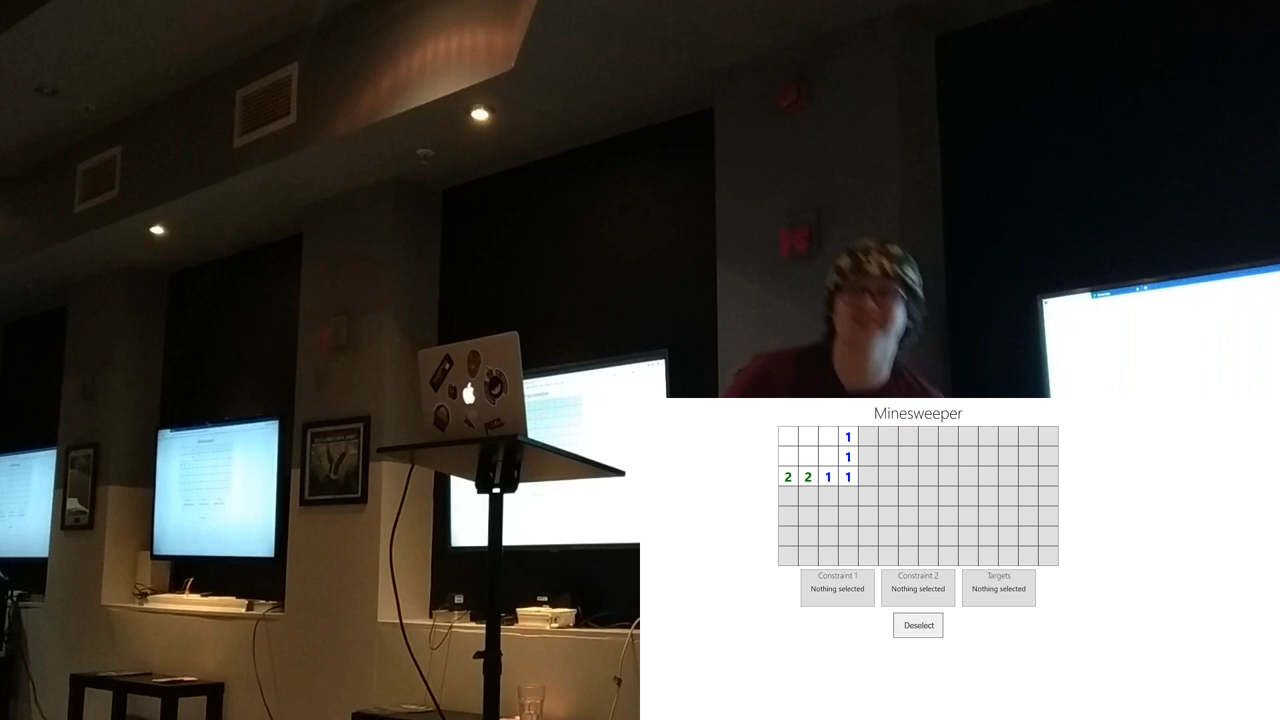 Minesweeper
1
1
2 2 1 1
Constraint 1 Constraint 2 Targets
Nothing selected Nothing selected Nothing selected
Deselect